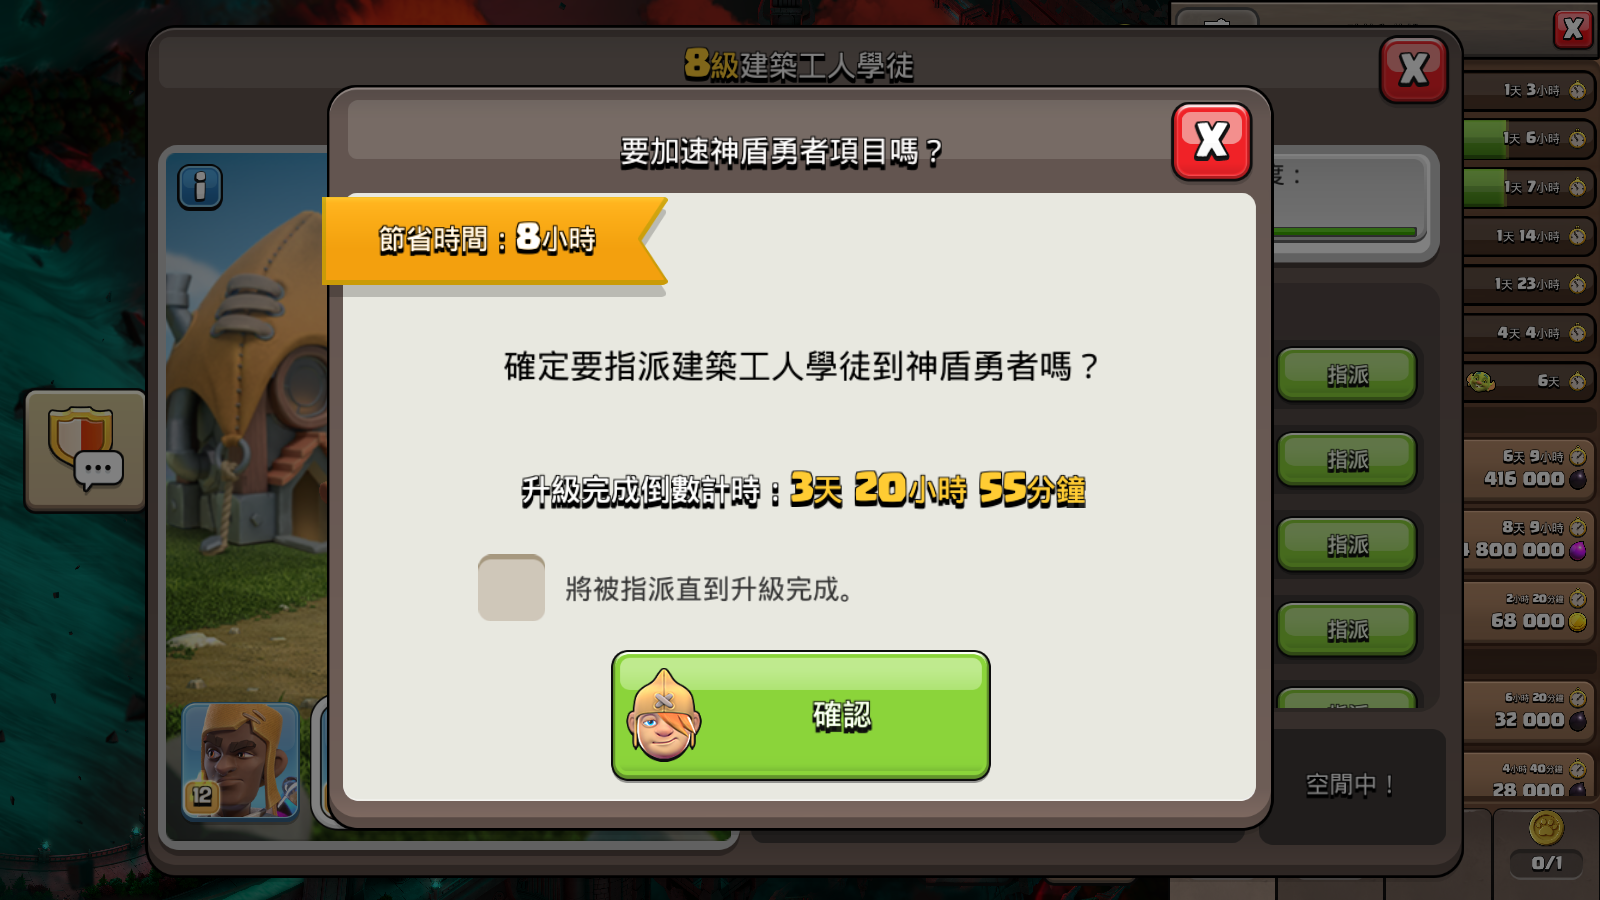 8級建築工人學徒
X
X
要加速神盾勇者項目嗎？
X
節省時間：8小時
確定要指派建築工人學徒到神盾勇者嗎？
升級完成倒數計時：3天 20小時 55分鐘
將被指派直到升級完成。
確認
12
度：
指派
指派
指派
指派
指派
空閒中！
1天 3小時
1天 6小時
1天 7小時
1天 14小時
1天 23小時
4天 4小時
6天
6天 9小時
416 000
8天 9小時
800 000
2小時 20分鐘
68 000
6小時 20分鐘
32 000
4小時 40分鐘
28 000
0/1